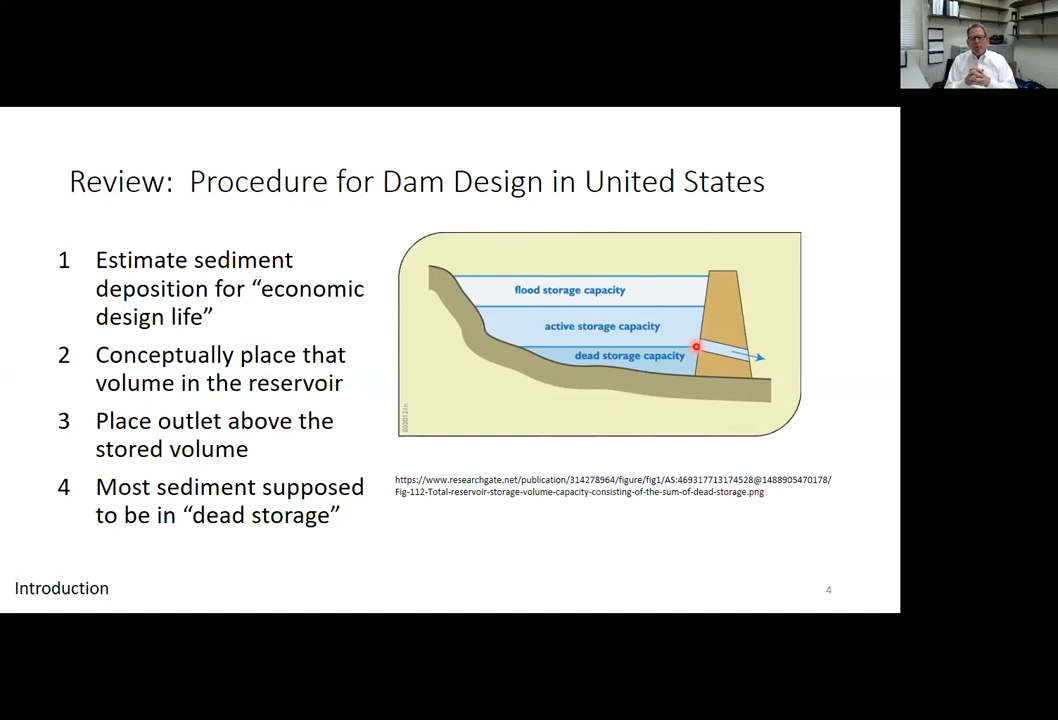 Review: Procedure for Dam Design in United States
1 Estimate sediment
deposition for “economic
design life”
2 Conceptually place that
volume in the reservoir
3 Place outlet above the
stored volume
4 Most sediment supposed
to be in “dead storage”
flood storage capacity
active storage capacity
dead storage capacity
https://www.researchgate.net/publication/314278964/figure/fig1/AS:469317713174528@1488905470178/
Fig-112-Total-reservoir-storage-volume-capacity-consisting-of-the-sum-of-dead-storage.png
Introduction
4